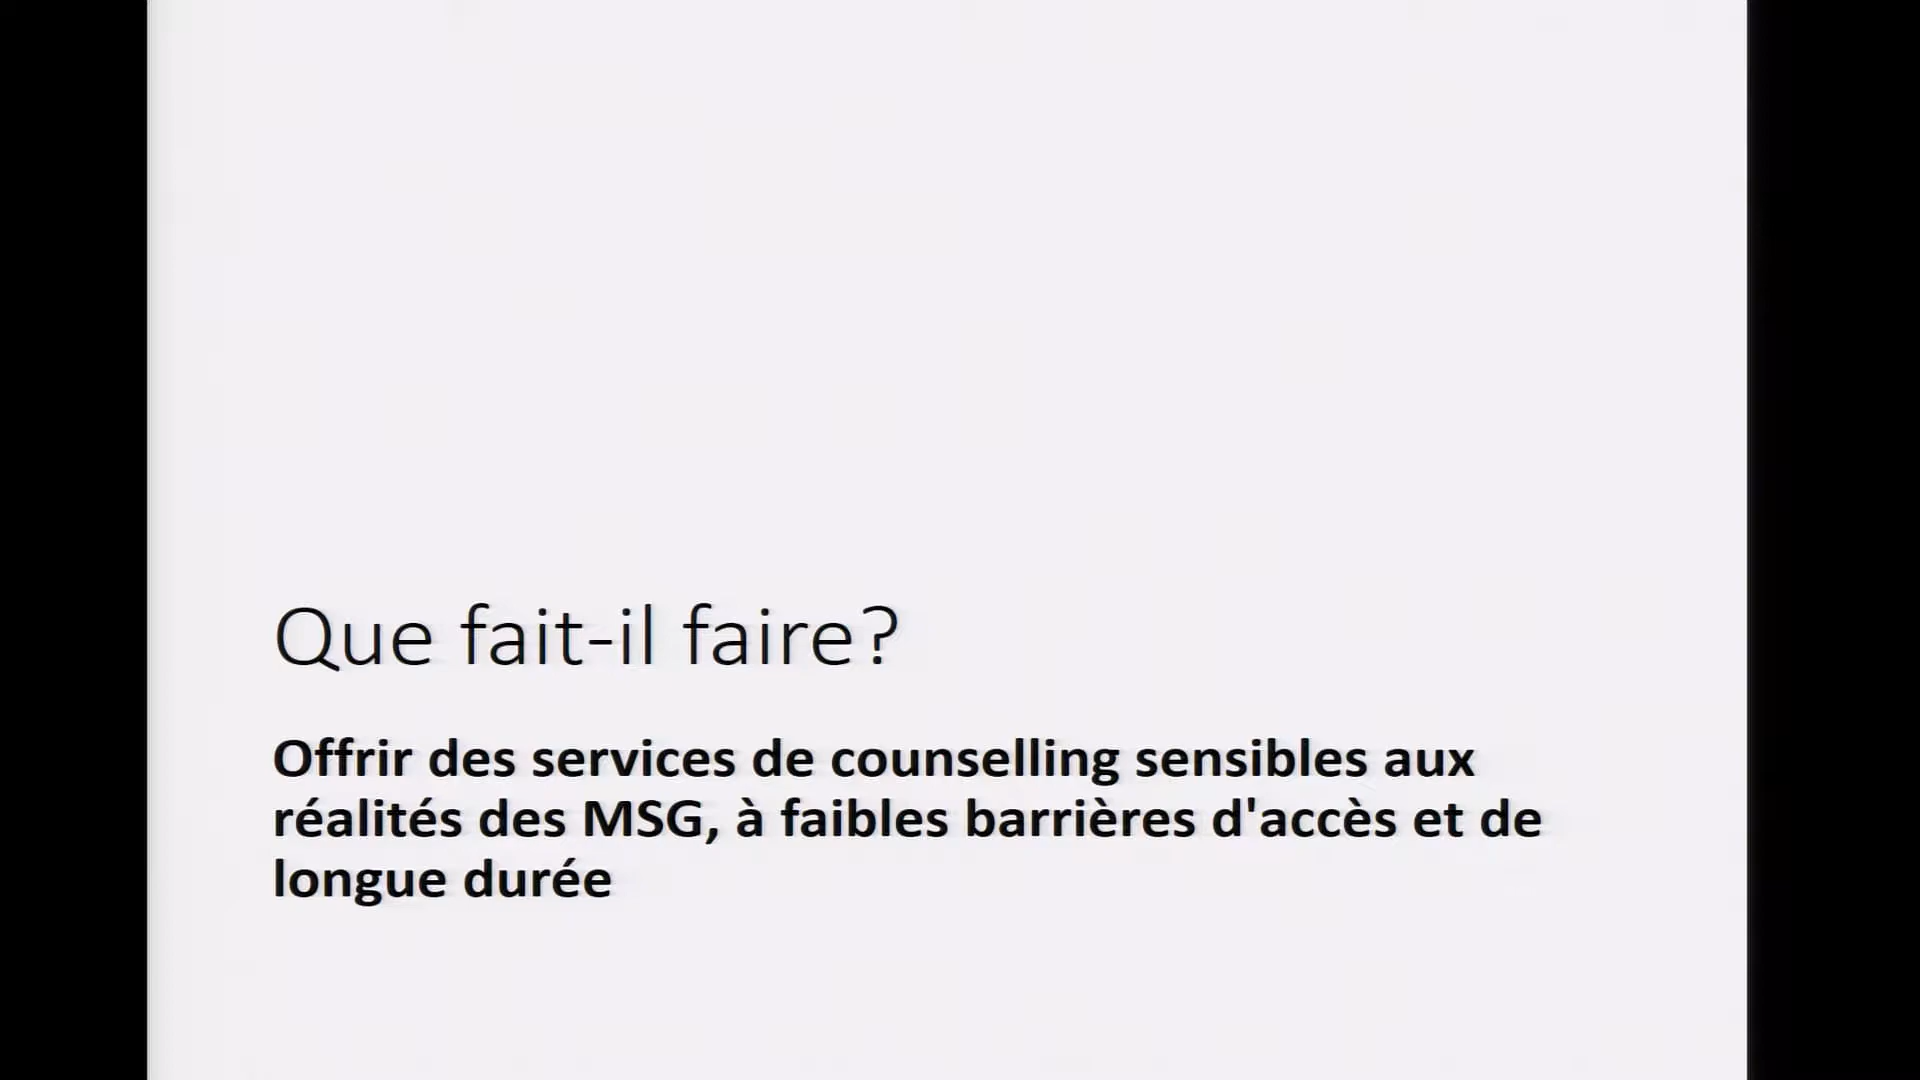 Que fait-il faire?
Offrir des services de counselling sensibles aux
réalités des MSG, à faibles barrières d'accès et de
longue durée